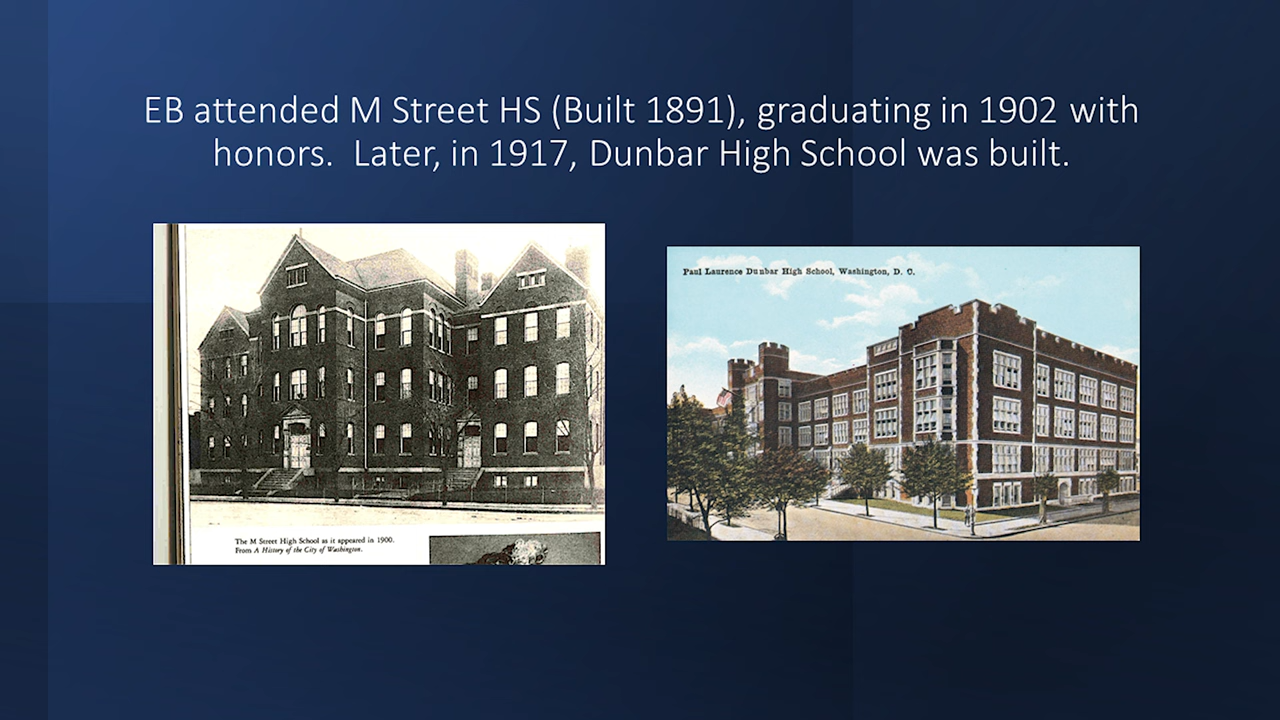 EB attended M Street HS (Built 1891), graduating in 1902 with
honors.  Later, in 1917, Dunbar High School was built.
Paul Laurence Dunbar High School, Washington, D. C.
The M Street High School as it appeared in 1900.
From A History of the City of Washington.